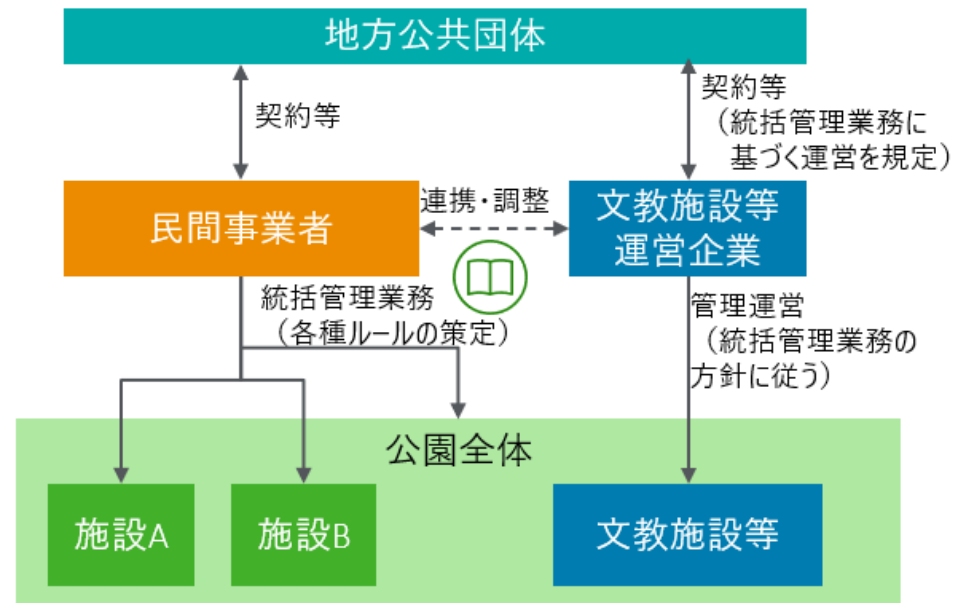 地方公共団体
契約等
契約等
（統括管理業務に
基づく運営を規定）
民間事業者
連携・調整
文教施設等
運営企業
統括管理業務
（各種ルールの策定）
管理運営
（統括管理業務の
方針に従う）
公園全体
施設A
施設B
文教施設等